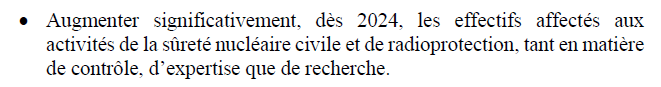 • Augmenter significativement, dès 2024, les effectifs affectés aux
activités de la sûreté nucléaire civile et de radioprotection, tant en matière
de contrôle, d’expertise que de recherche.